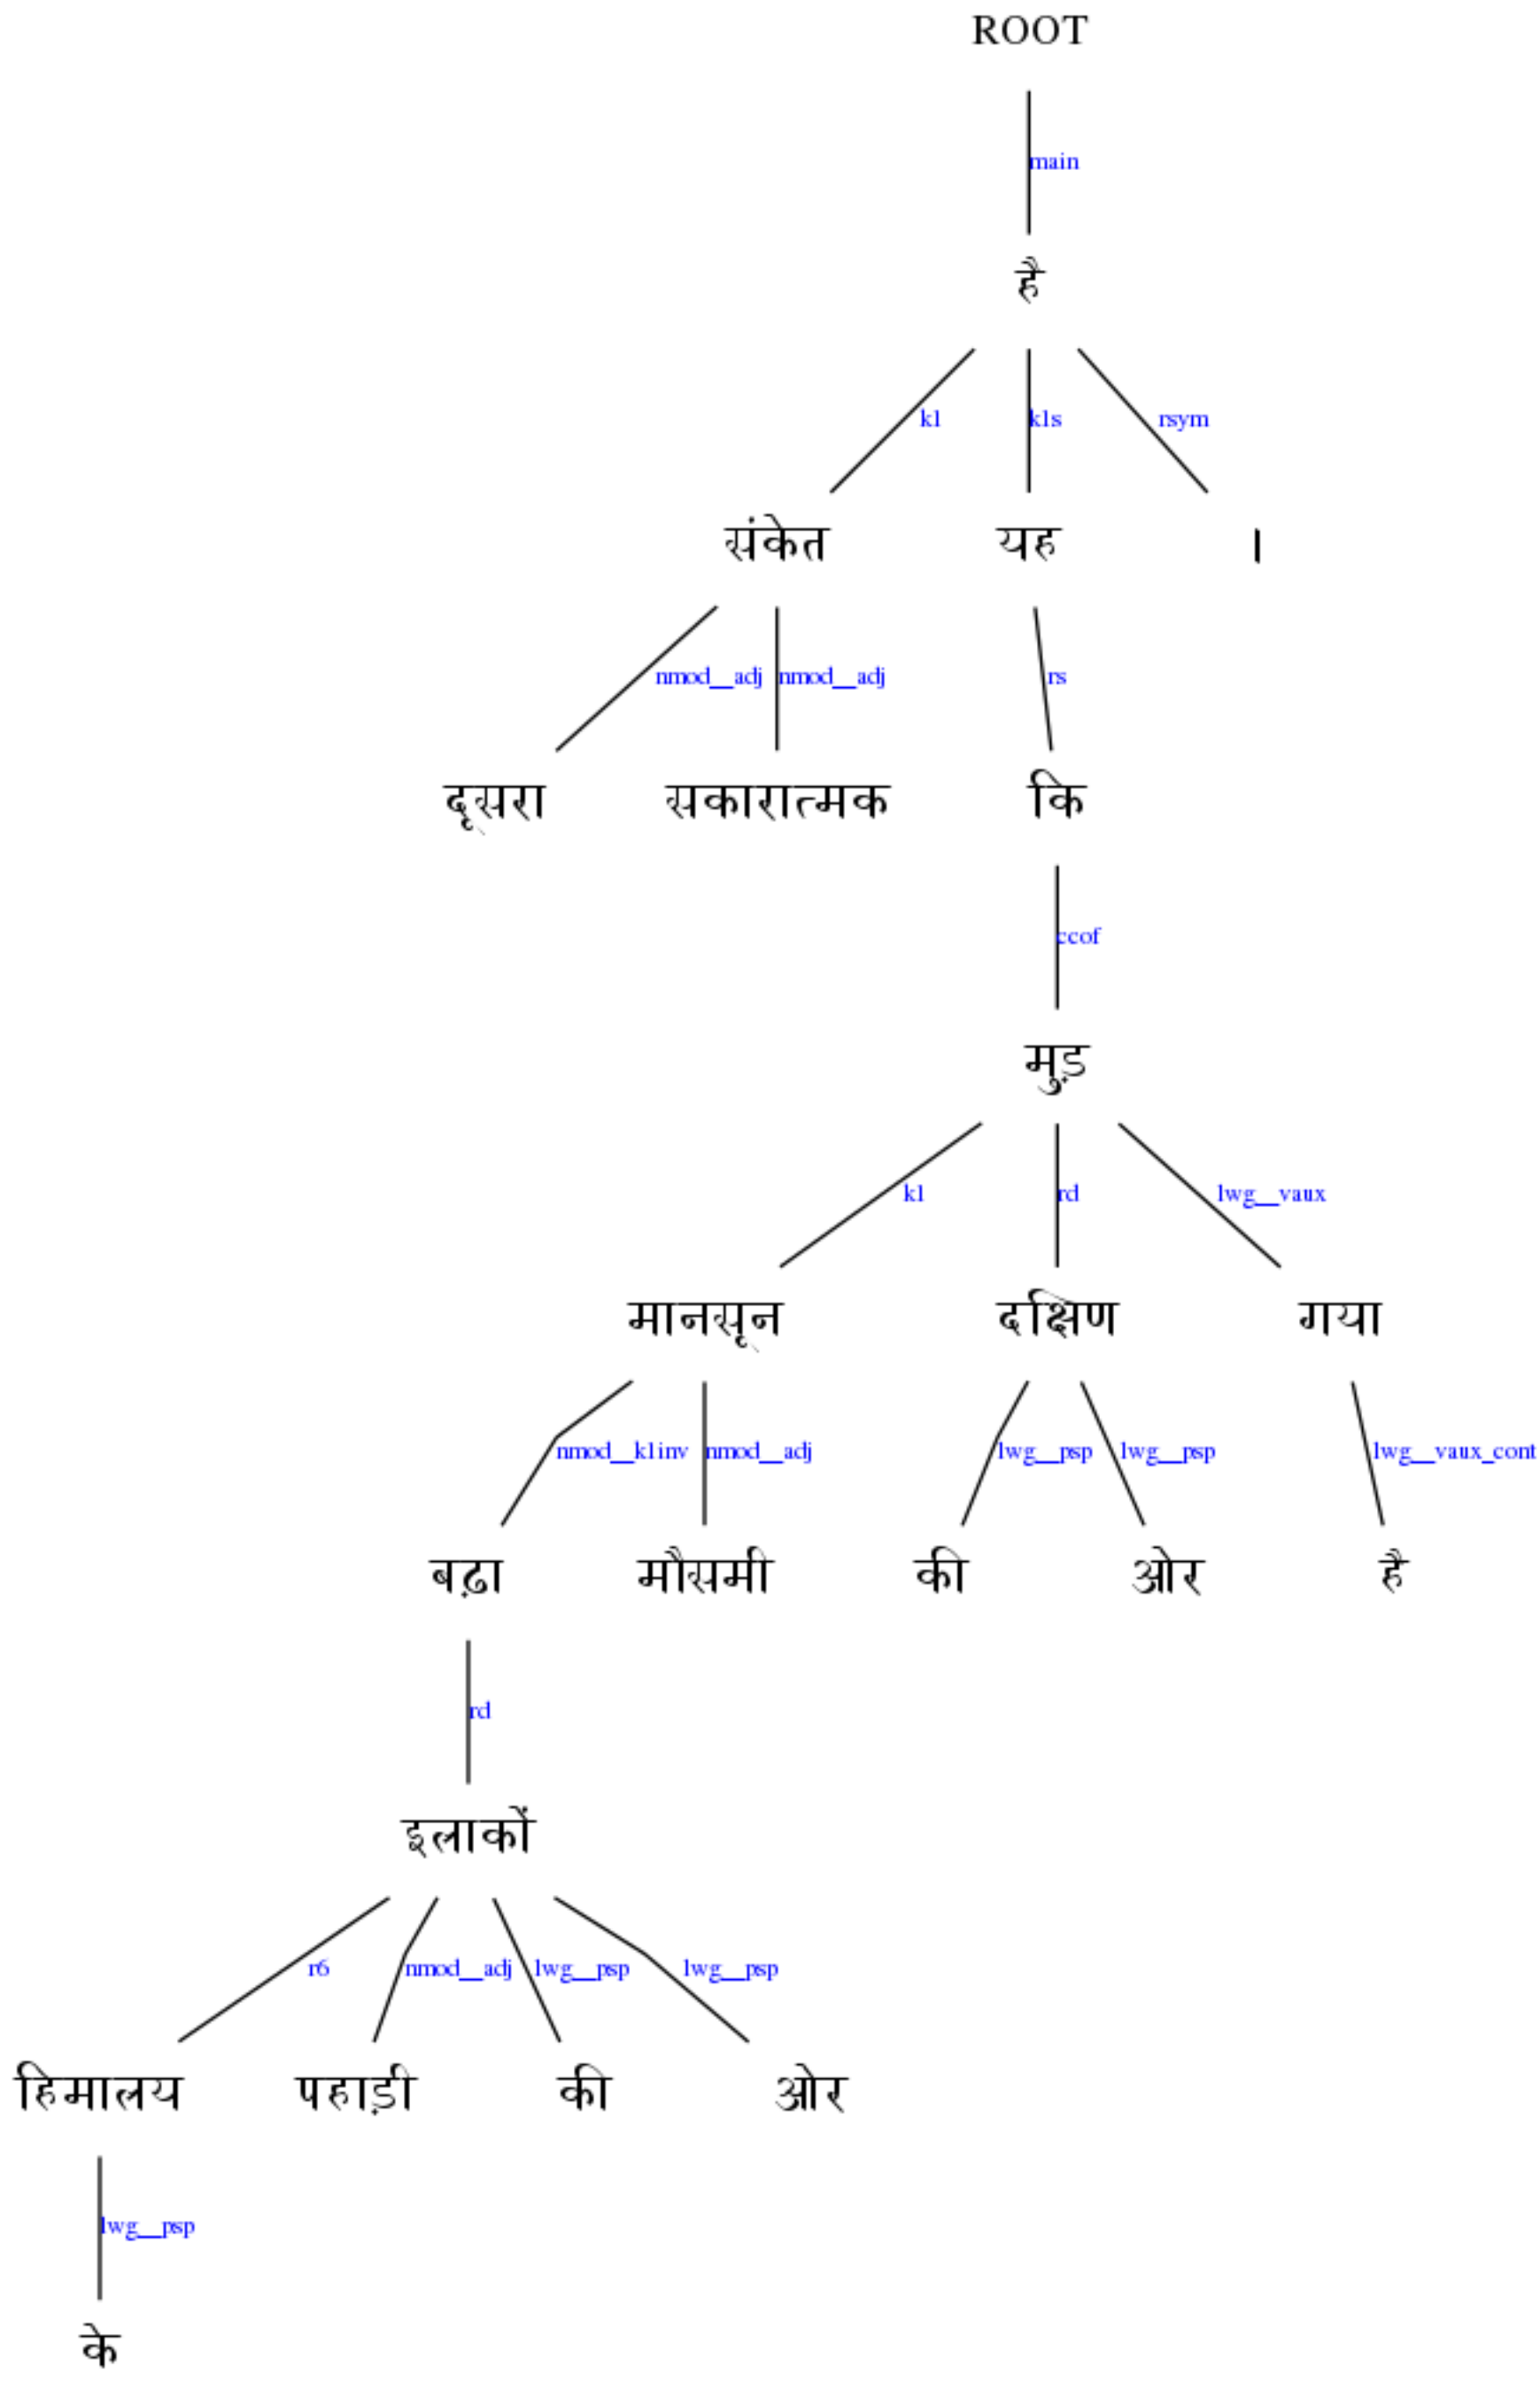 ROOT
main
है
k1 k1s rsym
संकेत यह ।
nmod__adj nmod__adj rs
दूसरा सकारात्मक कि
ccof
मुड़
k1 rd lwg__vaux
मानसून दक्षिण गया
nmod__k1inv nmod__adj lwg__psp lwg__psp lwg__vaux_cont
बढ़ा मौसमी की ओर है
rd
इलाकों
r6 nmod__adj lwg__psp lwg__psp
हिमालय पहाड़ी की ओर
lwg__psp
के